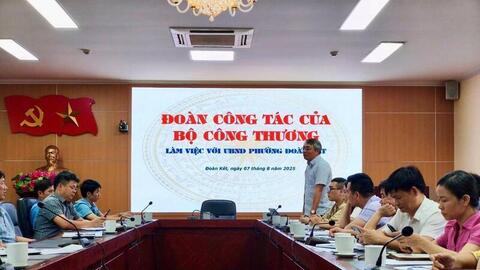 ĐOÀN CÔNG TÁC CỦA
BỘ CÔNG THƯƠNG
LÀM VIỆC VỚI UBND PHƯỜNG ĐOÀN
Đoàn Kết, ngày 07 tháng 8 năm 2025